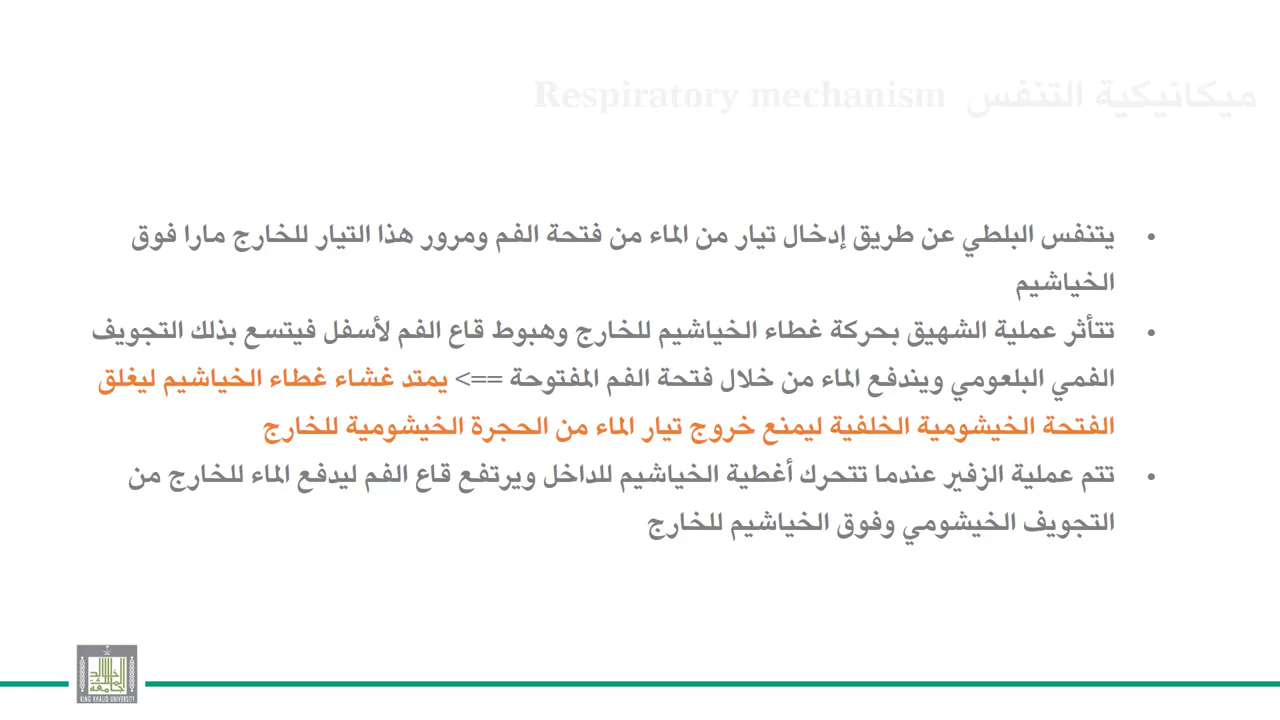 ميكانيكية التنفس Respiratory mechanism
• يتنفس البلطي عن طريق إدخال تيار من الماء من فتحة الفم ومرور هذا التيار للخارج مارا فوق
الخياشيم
• تتأثر عملية الشهيق بحركة غطاء الخياشيم للخارج وهبوط قاع الفم لأسفل فيتسع بذلك التجويف
الفمي البلعومي ويندفع الماء من خلال فتحة الفم المفتوحة ==> يمتد غشاء غطاء الخياشيم ليغلق
الفتحة الخيشومية الخلفية ليمنع خروج تيار الماء من الحجرة الخيشومية للخارج
• تتم عملية الزفير عندما تتحرك أغطية الخياشيم للداخل ويرتفع قاع الفم ليدفع الماء للخارج من
التجويف الخيشومي وفوق الخياشيم للخارج
KING KHALID UNIVERSITY